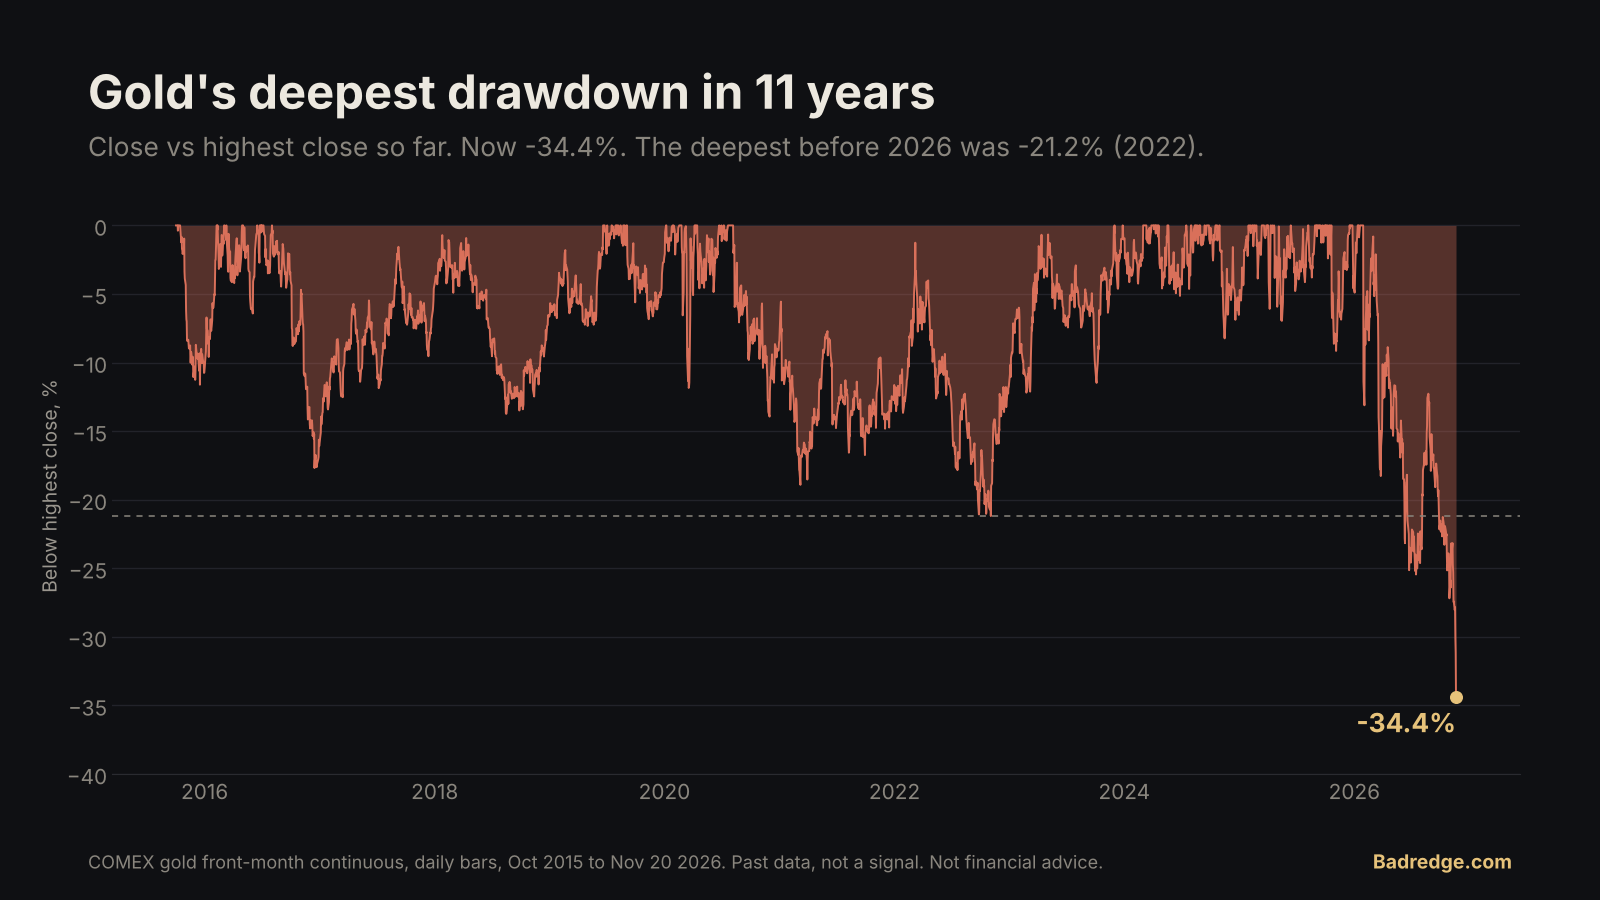 Gold's deepest drawdown in 11 years
Close vs highest close so far. Now -34.4%. The deepest before 2026 was -21.2% (2022).
Below highest close, %
0
−5
−10
−15
−20
−25
−30
−35
−40
-34.4%
2016 2018 2020 2022 2024 2026
COMEX gold front-month continuous, daily bars, Oct 2015 to Nov 20 2026. Past data, not a signal. Not financial advice.
Badredge.com